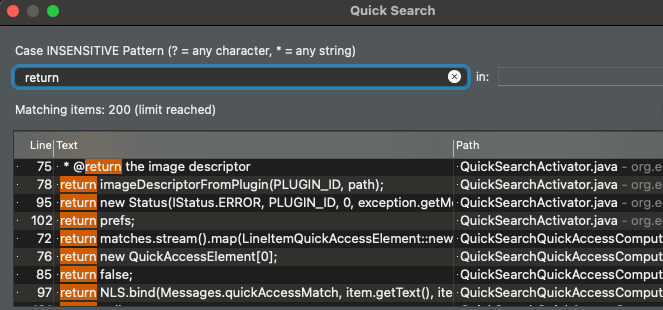 Quick Search
Case INSENSITIVE Pattern (? = any character, * = any string)
return in:
Matching items: 200 (limit reached)
Line Text Path
75 * @return the image descriptor QuickSearchActivator.java - org.e
78 return imageDescriptorFromPlugin(PLUGIN_ID, path); QuickSearchActivator.java - org.e
95 return new Status(IStatus.ERROR, PLUGIN_ID, 0, exception.getM QuickSearchActivator.java - org.e
102 return prefs; QuickSearchActivator.java - org.e
72 return matches.stream().map(LineItemQuickAccessElement::new QuickSearchQuickAccessComput
76 return new QuickAccessElement[0]; QuickSearchQuickAccessComput
85 return false; QuickSearchQuickAccessComput
97 return NLS.bind(Messages.quickAccessMatch, item.getText(), ite QuickSearchQuickAccessComput